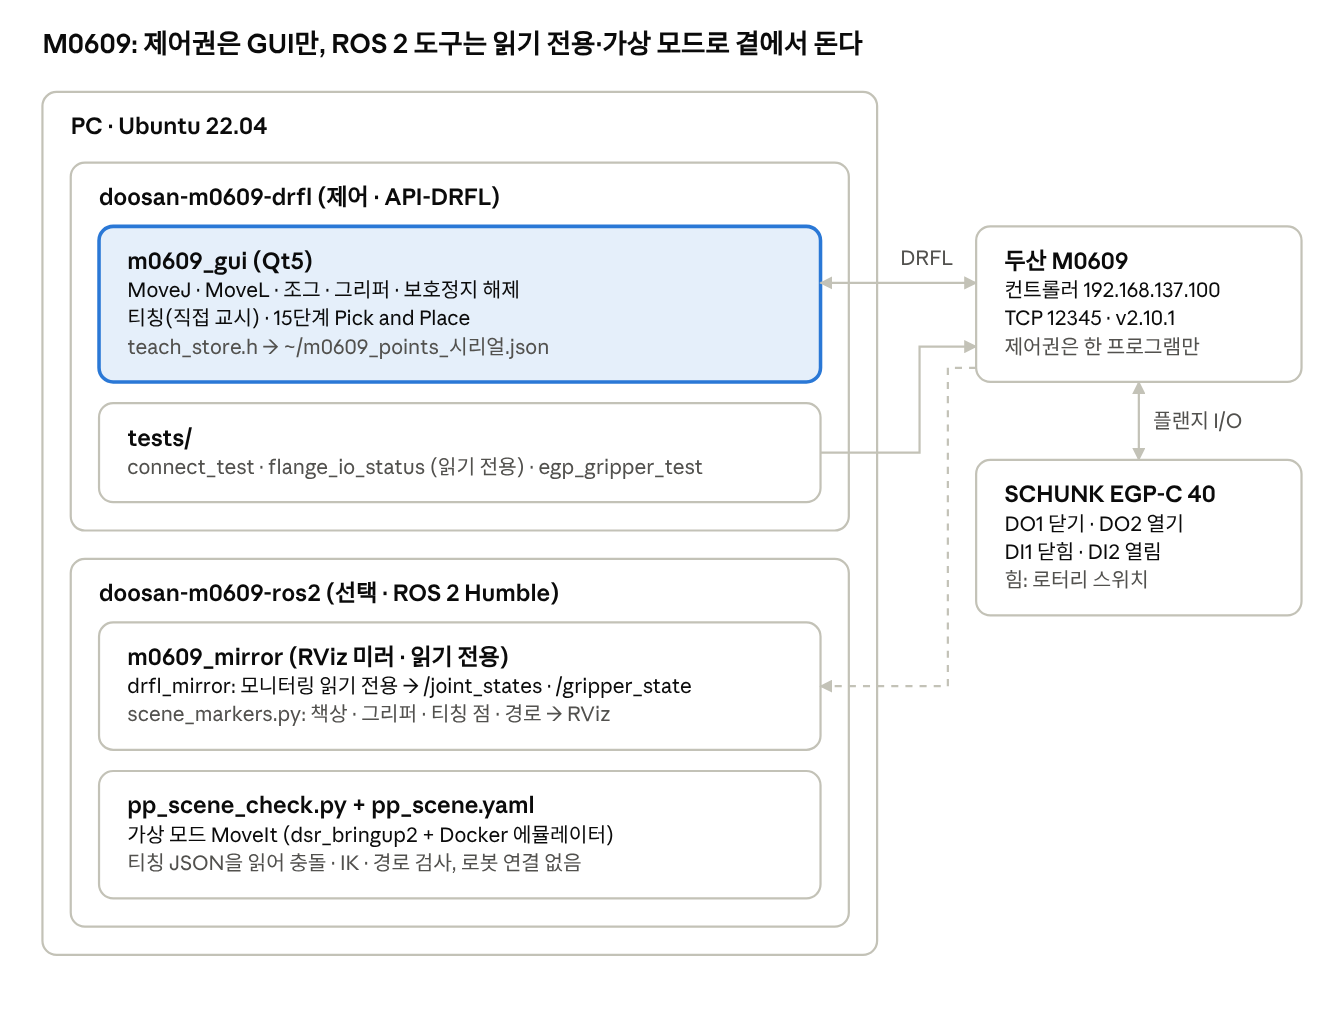 M0609: 제어권은 GUI만, ROS 2 도구는 읽기 전용·가상 모드로 곁에서 돈다
PC · Ubuntu 22.04
doosan-m0609-drfl (제어 · API-DRFL)
m0609_gui (Qt5)
MoveJ · MoveL · 조그 · 그리퍼 · 보호정지 해제
티칭(직접 교시) · 15단계 Pick and Place
teach_store.h → ~/m0609_points_시리얼.json
tests/
connect_test · flange_io_status (읽기 전용) · egp_gripper_test
DRFL
두산 M0609
컨트롤러 192.168.137.100
TCP 12345 · v2.10.1
제어권은 한 프로그램만
플랜지 I/O
SCHUNK EGP-C 40
DO1 닫기 · DO2 열기
DI1 닫힘 · DI2 열림
힘: 로터리 스위치
doosan-m0609-ros2 (선택 · ROS 2 Humble)
m0609_mirror (RViz 미러 · 읽기 전용)
drfl_mirror: 모니터링 읽기 전용 → /joint_states · /gripper_state
scene_markers.py: 책상 · 그리퍼 · 티칭 점 · 경로 → RViz
pp_scene_check.py + pp_scene.yaml
가상 모드 MoveIt (dsr_bringup2 + Docker 에뮬레이터)
티칭 JSON을 읽어 충돌 · IK · 경로 검사, 로봇 연결 없음